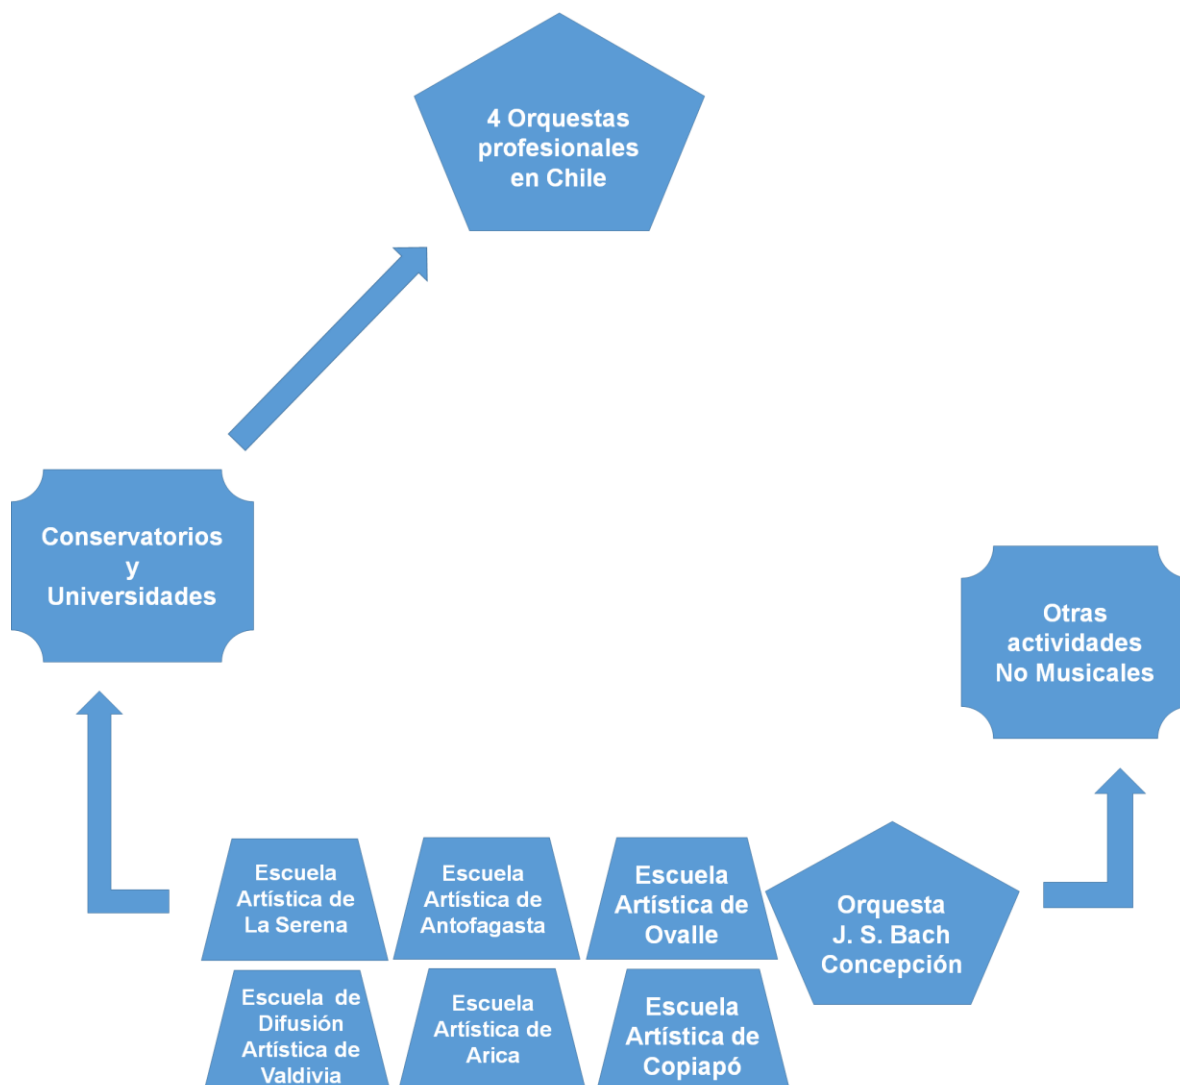 4 Orquestas
profesionales
en Chile
Conservatorios
y
Universidades
Otras
actividades
No Musicales
Escuela
Artística de
La Serena
Escuela
Artística de
Antofagasta
Escuela
Artística de
Ovalle
Orquesta
J. S. Bach
Concepción
Escuela de
Difusión
Artística de
Valdivia
Escuela
Artística de
Arica
Escuela
Artística de
Copiapó